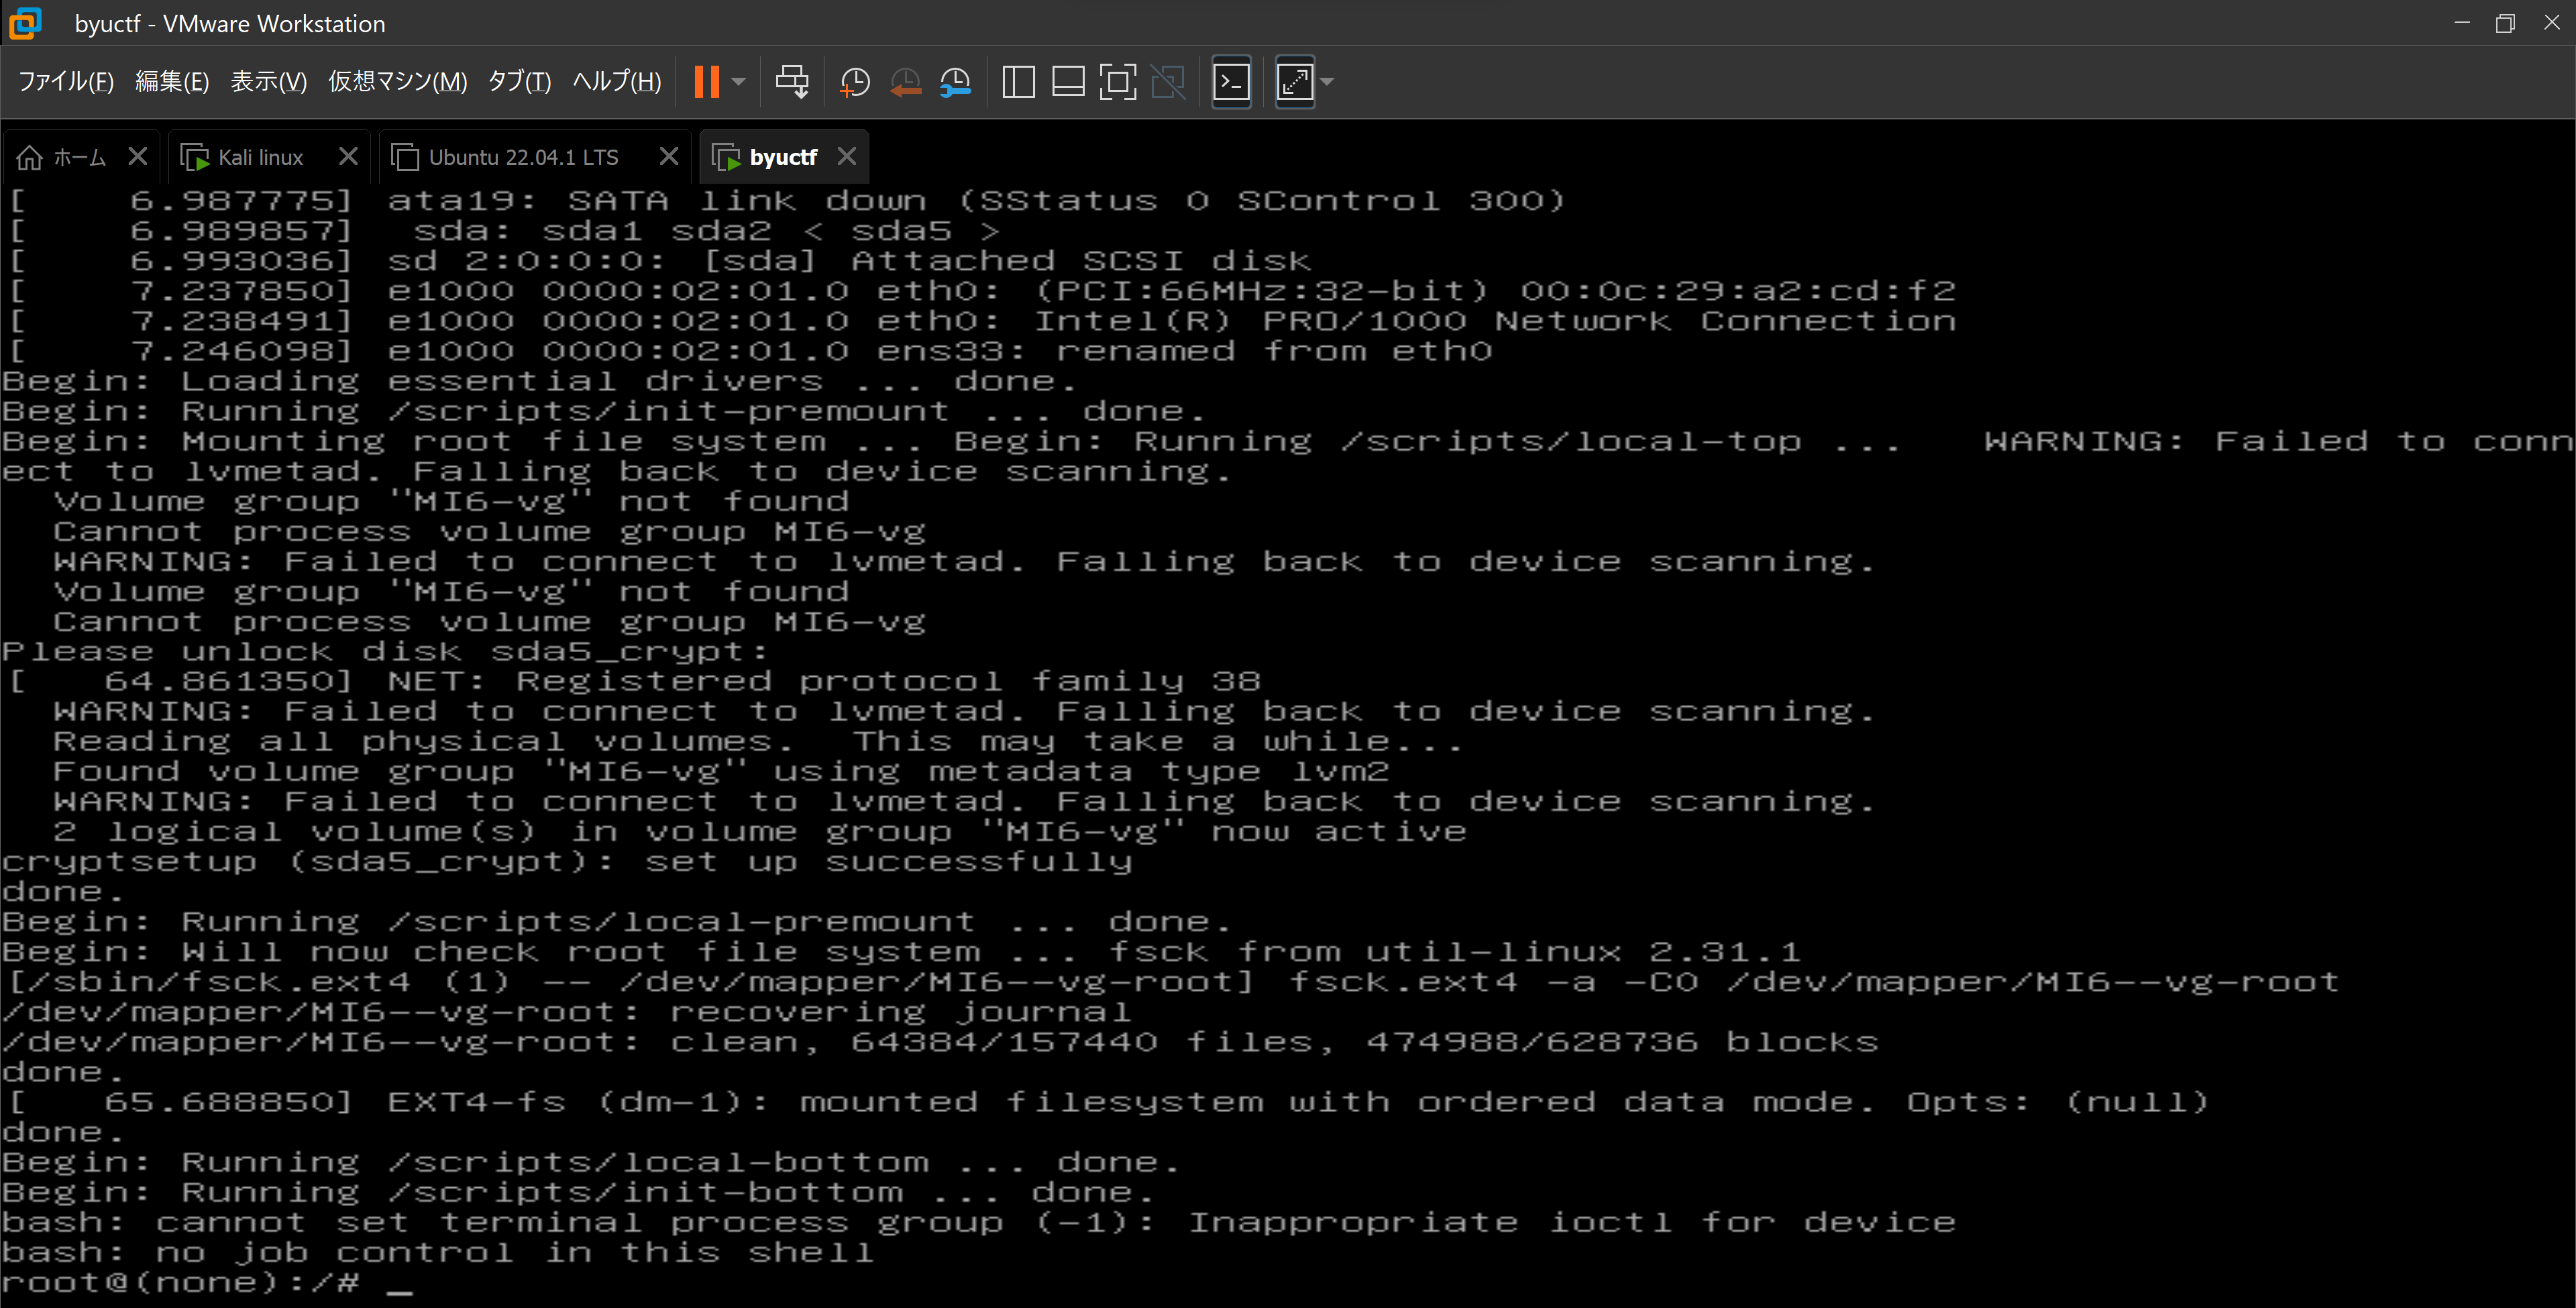 byuctf - VMware Workstation
ファイル(F) 編集(E) 表示(V) 仮想マシン(M) タブ(T) ヘルプ(H)
ホーム Kali linux Ubuntu 22.04.1 LTS byuctf
[    6.987775] ata19: SATA link down (SStatus 0 SControl 300)
[    6.989857]  sda: sda1 sda2 < sda5 >
[    6.993036] sd 2:0:0:0: [sda] Attached SCSI disk
[    7.237850] e1000 0000:02:01.0 eth0: (PCI:66MHz:32-bit) 00:0c:29:a2:cd:f2
[    7.238491] e1000 0000:02:01.0 eth0: Intel(R) PRO/1000 Network Connection
[    7.246098] e1000 0000:02:01.0 ens33: renamed from eth0
Begin: Loading essential drivers ... done.
Begin: Running /scripts/init-premount ... done.
Begin: Mounting root file system ... Begin: Running /scripts/local-top ...   WARNING: Failed to conn
ect to lvmetad. Falling back to device scanning.
  Volume group "MI6-vg" not found
  Cannot process volume group MI6-vg
  WARNING: Failed to connect to lvmetad. Falling back to device scanning.
  Volume group "MI6-vg" not found
  Cannot process volume group MI6-vg
Please unlock disk sda5_crypt:
[   64.861350] NET: Registered protocol family 38
  WARNING: Failed to connect to lvmetad. Falling back to device scanning.
  Reading all physical volumes.  This may take a while...
  Found volume group "MI6-vg" using metadata type lvm2
  WARNING: Failed to connect to lvmetad. Falling back to device scanning.
  2 logical volume(s) in volume group "MI6-vg" now active
cryptsetup (sda5_crypt): set up successfully
done.
Begin: Running /scripts/local-premount ... done.
Begin: Will now check root file system ... fsck from util-linux 2.31.1
[/sbin/fsck.ext4 (1) -- /dev/mapper/MI6--vg-root] fsck.ext4 -a -C0 /dev/mapper/MI6--vg-root
/dev/mapper/MI6--vg-root: recovering journal
/dev/mapper/MI6--vg-root: clean, 64384/157440 files, 474988/628736 blocks
done.
[   65.688850] EXT4-fs (dm-1): mounted filesystem with ordered data mode. Opts: (null)
done.
Begin: Running /scripts/local-bottom ... done.
Begin: Running /scripts/init-bottom ... done.
bash: cannot set terminal process group (-1): Inappropriate ioctl for device
bash: no job control in this shell
root@(none):/# _